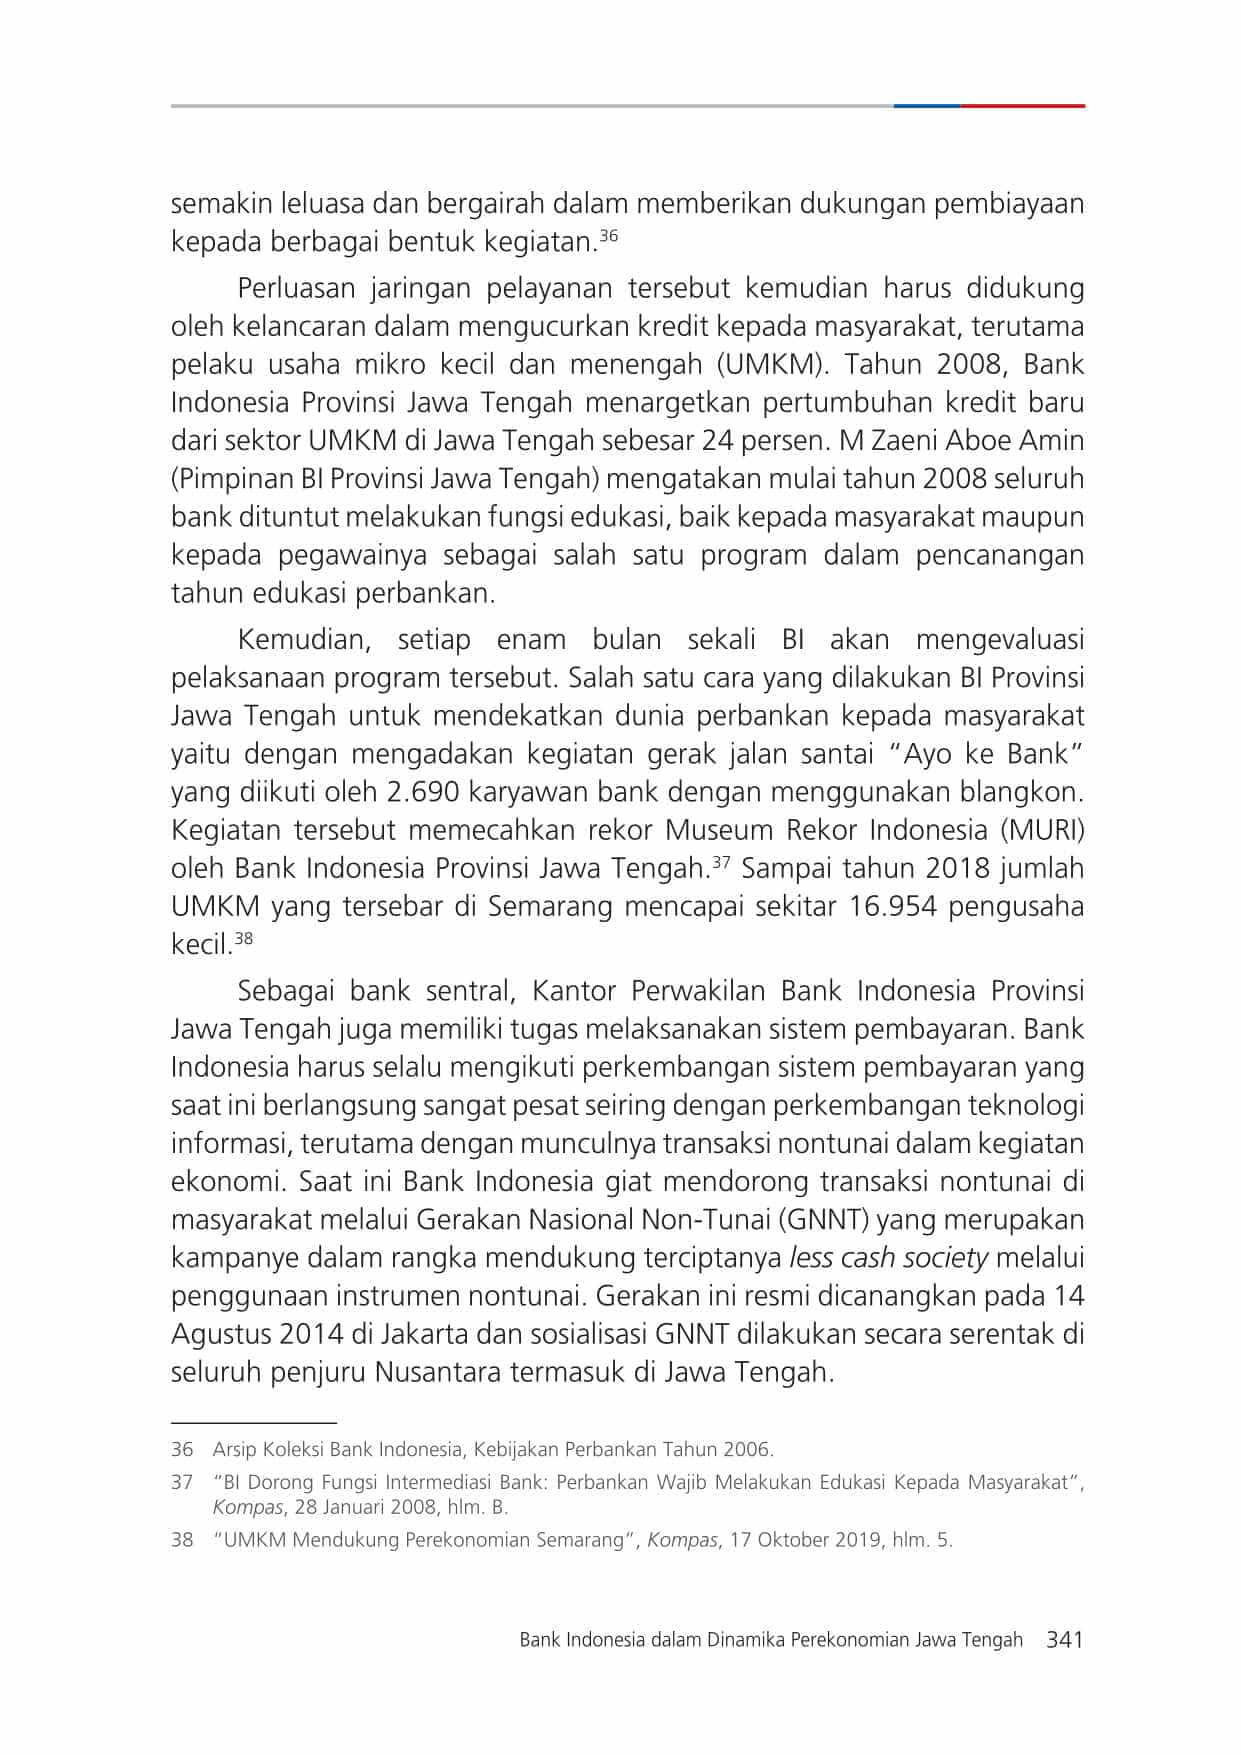 semakin leluasa dan bergairah dalam memberikan dukungan pembiayaan
kepada berbagai bentuk kegiatan.36
Perluasan jaringan pelayanan tersebut kemudian harus didukung
oleh kelancaran dalam mengucurkan kredit kepada masyarakat, terutama
pelaku usaha mikro kecil dan menengah (UMKM). Tahun 2008, Bank
Indonesia Provinsi Jawa Tengah menargetkan pertumbuhan kredit baru
dari sektor UMKM di Jawa Tengah sebesar 24 persen. M Zaeni Aboe Amin
(Pimpinan BI Provinsi Jawa Tengah) mengatakan mulai tahun 2008 seluruh
bank dituntut melakukan fungsi edukasi, baik kepada masyarakat maupun
kepada pegawainya sebagai salah satu program dalam pencanangan
tahun edukasi perbankan.
Kemudian, setiap enam bulan sekali BI akan mengevaluasi
pelaksanaan program tersebut. Salah satu cara yang dilakukan BI Provinsi
Jawa Tengah untuk mendekatkan dunia perbankan kepada masyarakat
yaitu dengan mengadakan kegiatan gerak jalan santai “Ayo ke Bank”
yang diikuti oleh 2.690 karyawan bank dengan menggunakan blangkon.
Kegiatan tersebut memecahkan rekor Museum Rekor Indonesia (MURI)
oleh Bank Indonesia Provinsi Jawa Tengah.37 Sampai tahun 2018 jumlah
UMKM yang tersebar di Semarang mencapai sekitar 16.954 pengusaha
kecil.38
Sebagai bank sentral, Kantor Perwakilan Bank Indonesia Provinsi
Jawa Tengah juga memiliki tugas melaksanakan sistem pembayaran. Bank
Indonesia harus selalu mengikuti perkembangan sistem pembayaran yang
saat ini berlangsung sangat pesat seiring dengan perkembangan teknologi
informasi, terutama dengan munculnya transaksi nontunai dalam kegiatan
ekonomi. Saat ini Bank Indonesia giat mendorong transaksi nontunai di
masyarakat melalui Gerakan Nasional Non-Tunai (GNNT) yang merupakan
kampanye dalam rangka mendukung terciptanya less cash society melalui
penggunaan instrumen nontunai. Gerakan ini resmi dicanangkan pada 14
Agustus 2014 di Jakarta dan sosialisasi GNNT dilakukan secara serentak di
seluruh penjuru Nusantara termasuk di Jawa Tengah.
36 Arsip Koleksi Bank Indonesia, Kebijakan Perbankan Tahun 2006.
37 “BI Dorong Fungsi Intermediasi Bank: Perbankan Wajib Melakukan Edukasi Kepada Masyarakat”,
Kompas, 28 Januari 2008, hlm. B.
38 “UMKM Mendukung Perekonomian Semarang”, Kompas, 17 Oktober 2019, hlm. 5.
Bank Indonesia dalam Dinamika Perekonomian Jawa Tengah 341